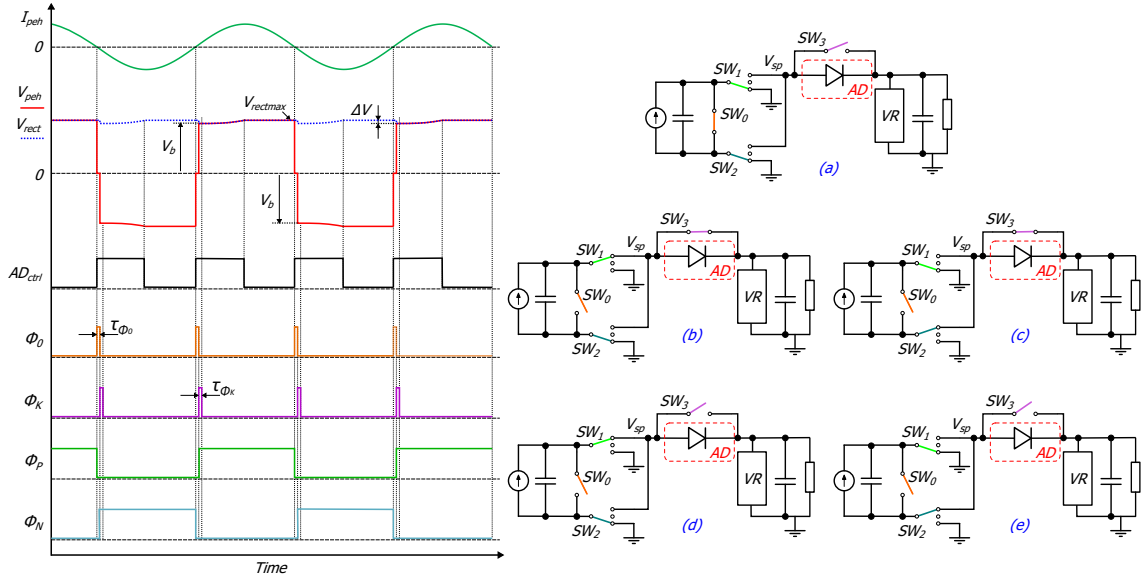 I_peh
0
V_peh
V_rect
V_rectmax
ΔV
V_b
0
V_b
AD_ctrl
Φ_0
τ_Φ0
Φ_K
τ_ΦK
Φ_P
Φ_N
Time
SW_3
V_sp
SW_1
AD
SW_0
VR
SW_2
(a)
SW_3
V_sp
SW_1
AD
SW_0
VR
SW_2
(b)
SW_3
V_sp
SW_1
AD
SW_0
VR
SW_2
(c)
SW_3
V_sp
SW_1
AD
SW_0
VR
SW_2
(d)
SW_3
V_sp
SW_1
AD
SW_0
VR
SW_2
(e)